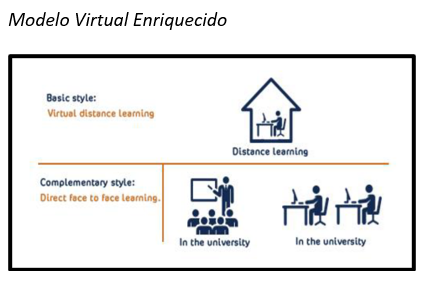 Modelo Virtual Enriquecido
Basic style:
Virtual distance learning
Distance learning
Complementary style:
Direct face to face learning.
In the university
In the university